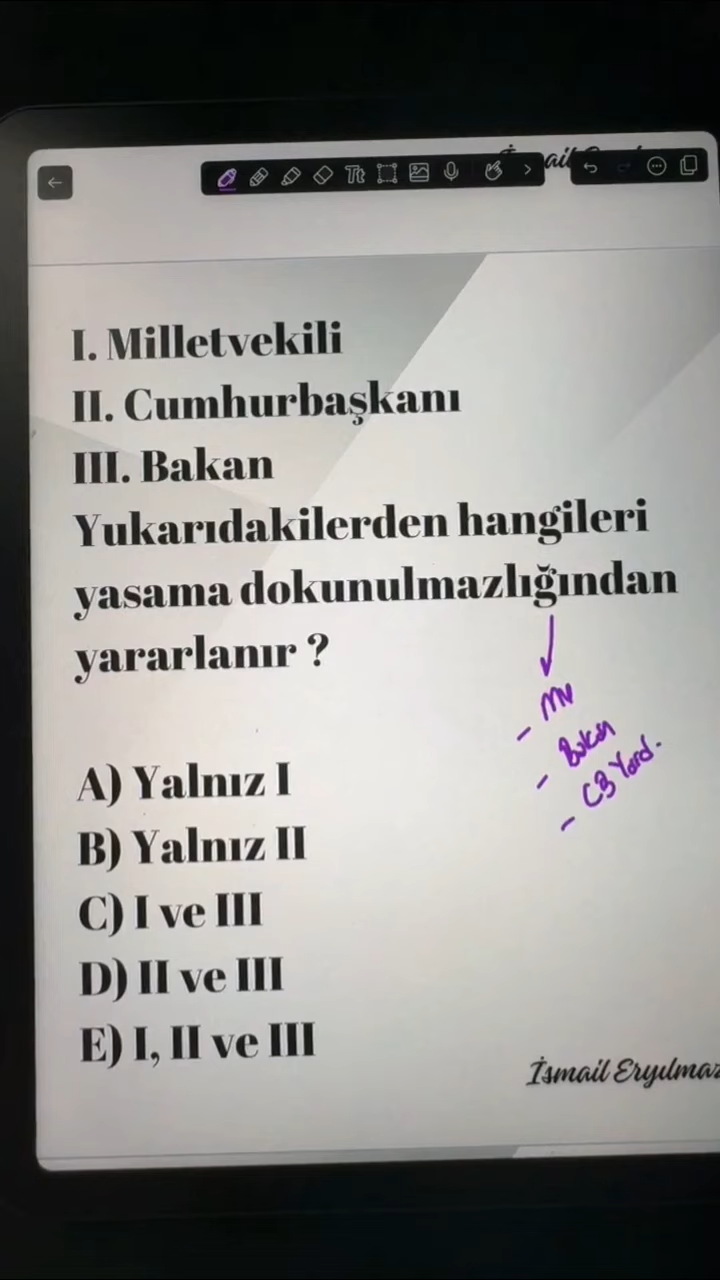 Tt
I. Milletvekili
II. Cumhurbaşkanı
III. Bakan
Yukarıdakilerden hangileri
yasama dokunulmazlığından
yararlanır ?
- mv
- Bakan
- CB Yard.
A) Yalnız I
B) Yalnız II
C) I ve III
D) II ve III
E) I, II ve III
İsmail Eryılmaz